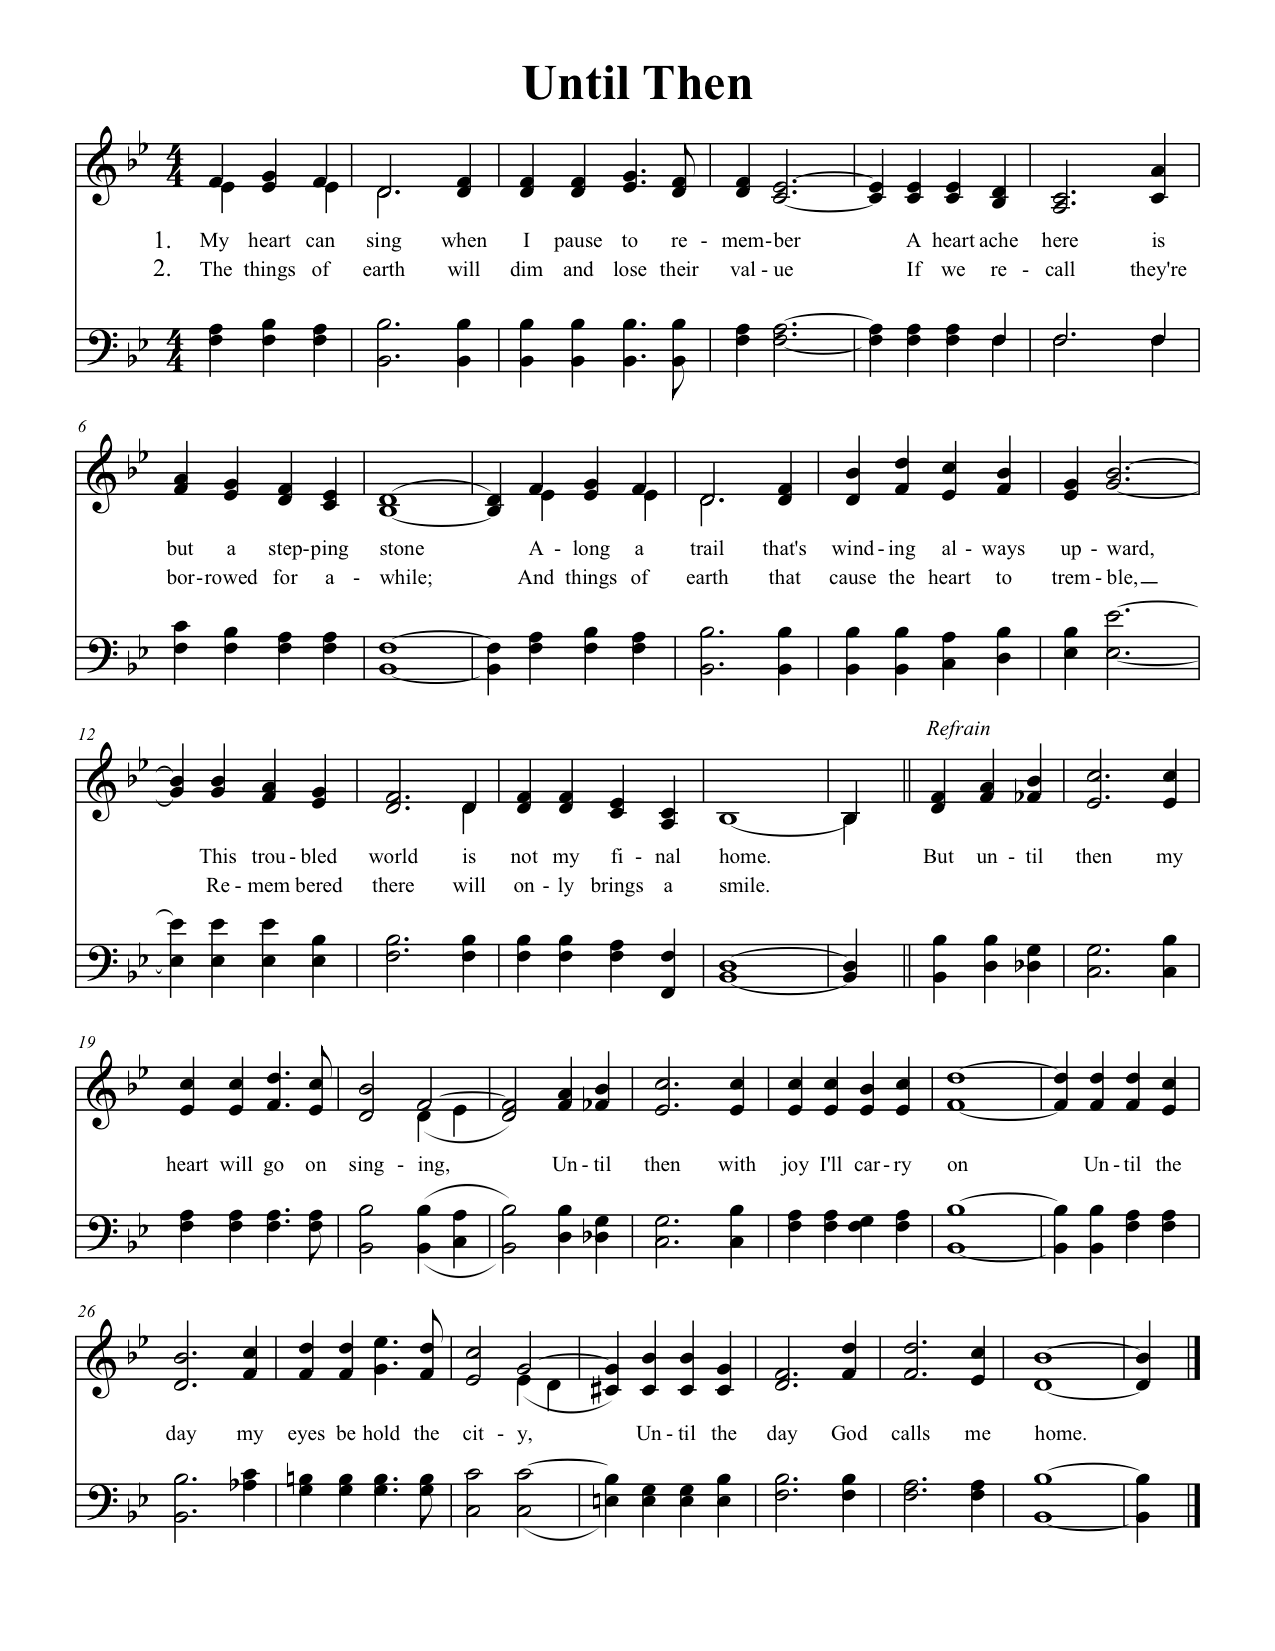 Until Then
1. My heart can sing when I pause to re - mem - ber A heart ache here is
2. The things of earth will dim and lose their val - ue If we re - call they're
6
but a step - ping stone A - long a trail that's wind - ing al - ways up - ward,
bor - rowed for a - while; And things of earth that cause the heart to trem - ble,
12
Refrain
This trou - bled world is not my fi - nal home. But un - til then my
Re - mem bered there will on - ly brings a smile.
19
heart will go on sing - ing, Un - til then with joy I'll car - ry on Un - til the
26
day my eyes be hold the cit - y, Un - til the day God calls me home.